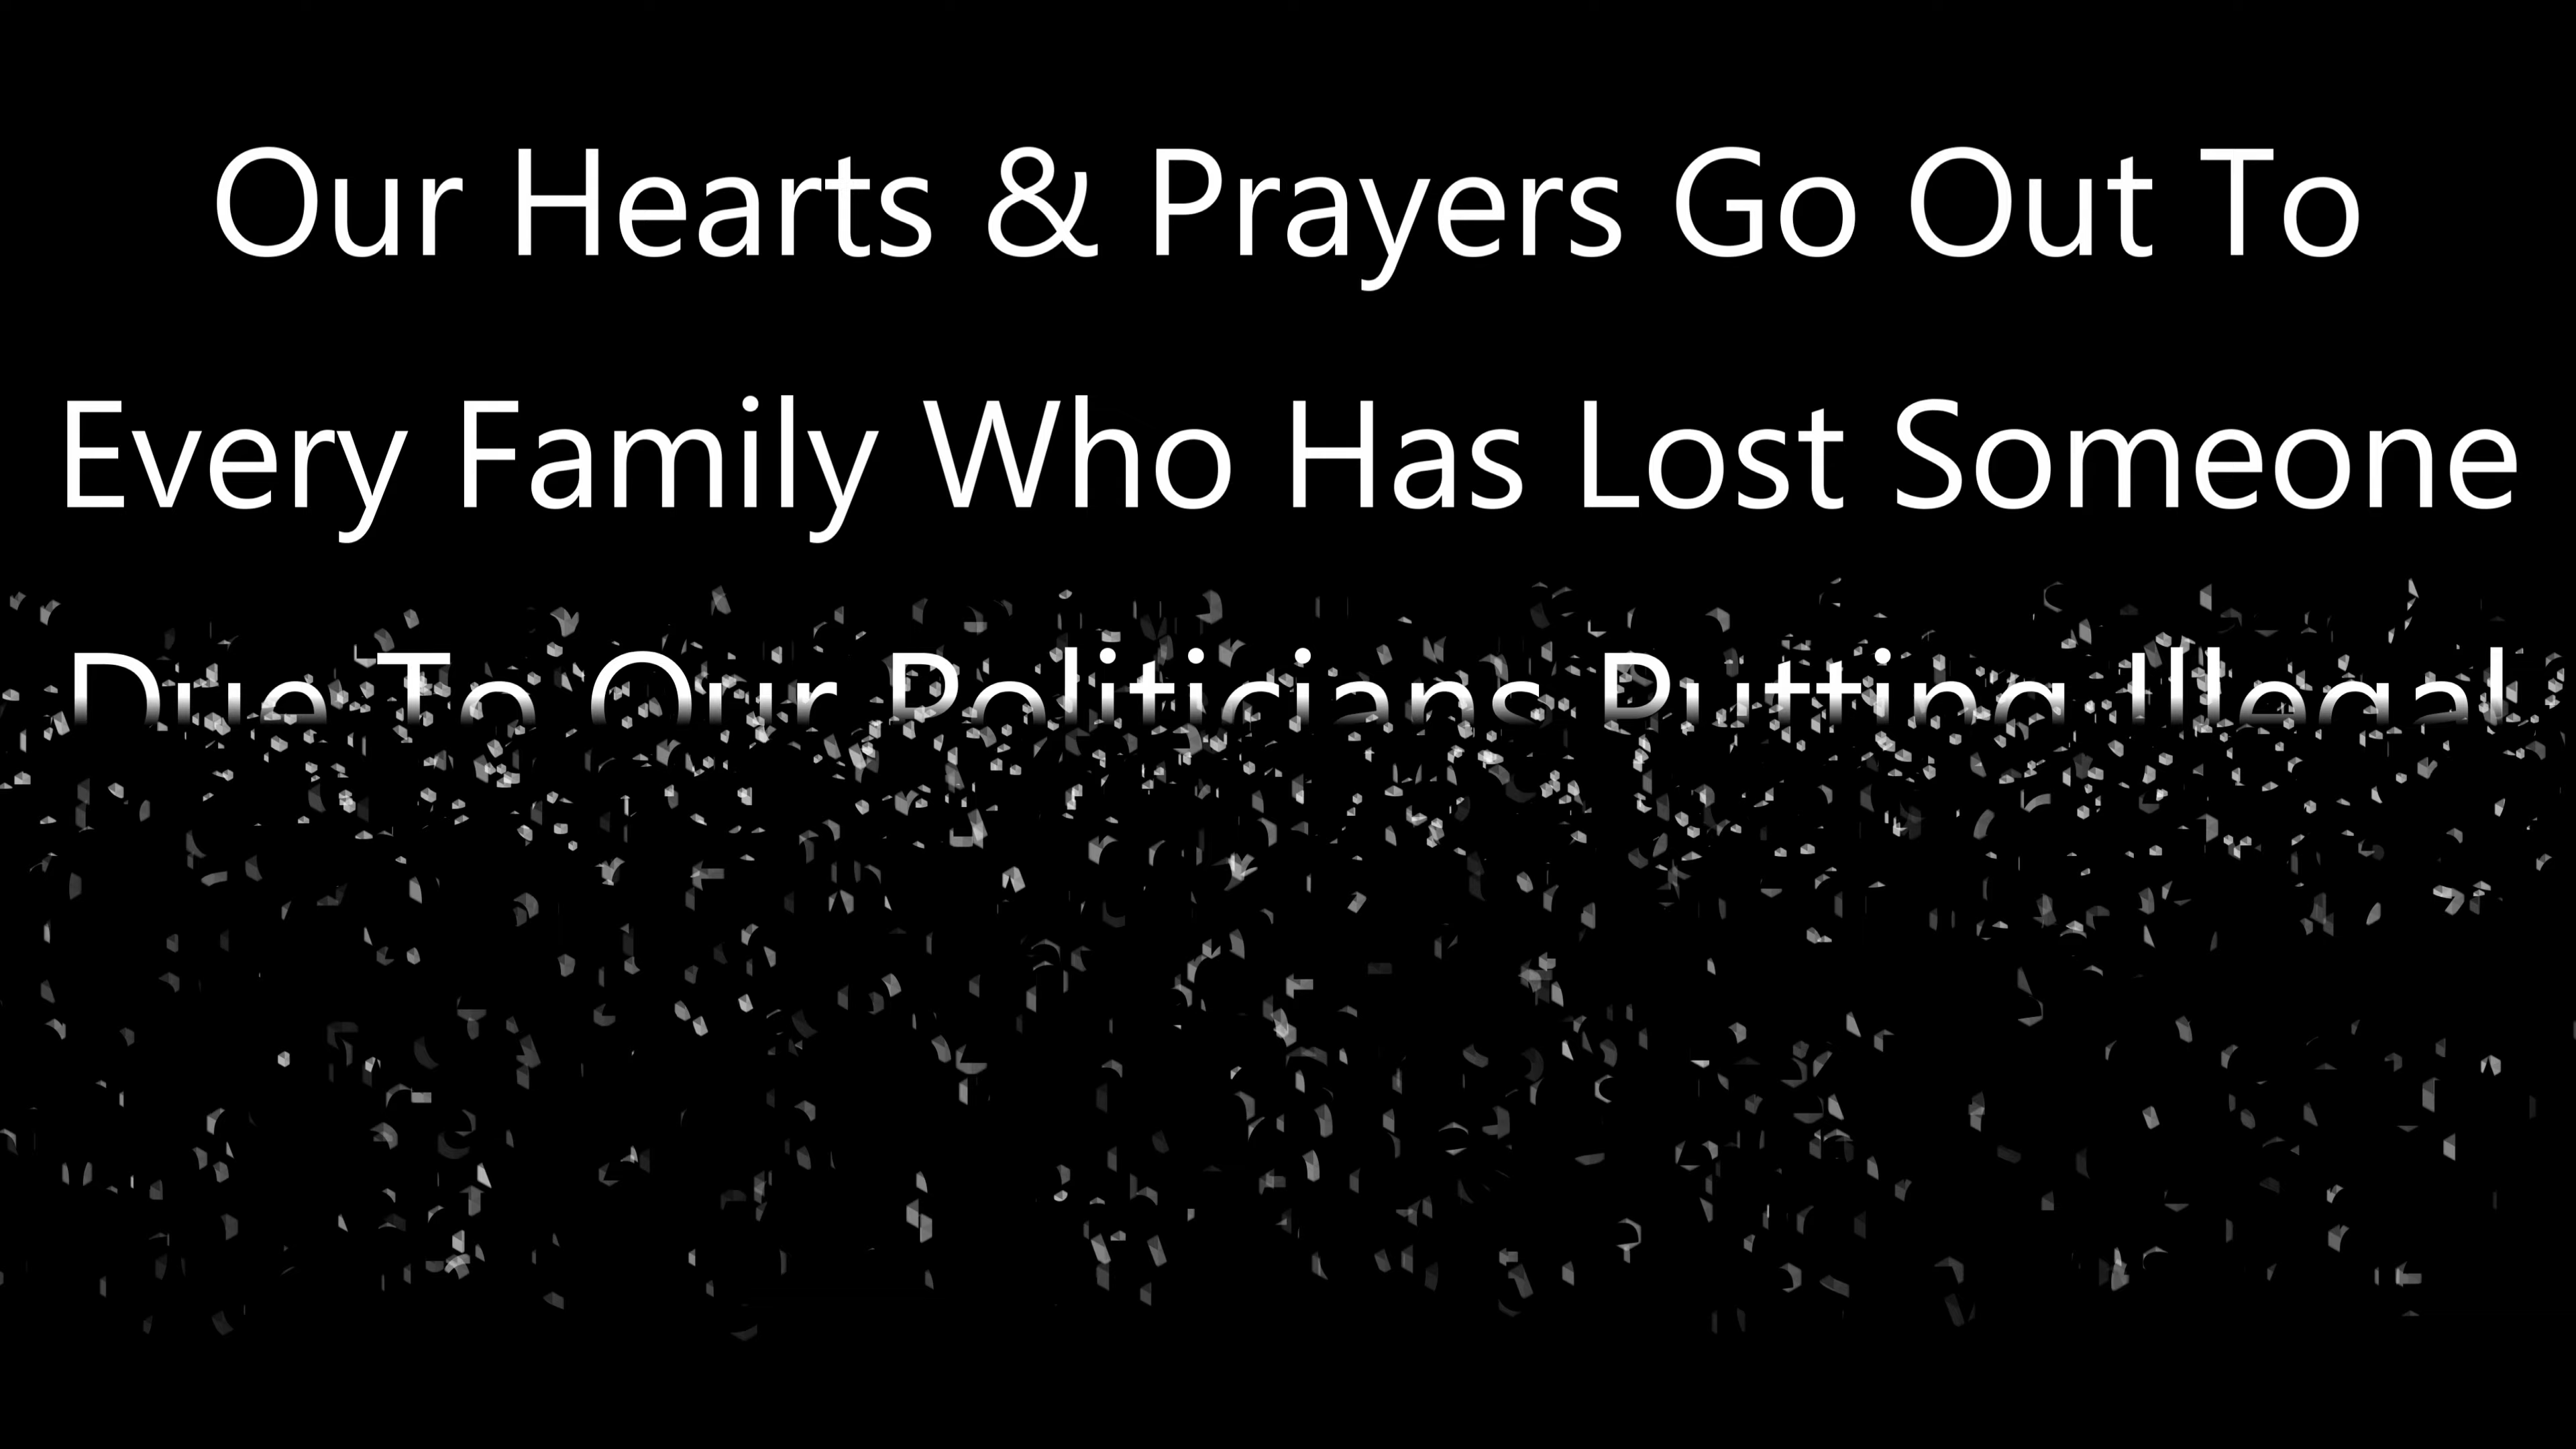 Our Hearts & Prayers Go Out To
Every Family Who Has Lost Someone
Due To Our Politicians Putting Illegal